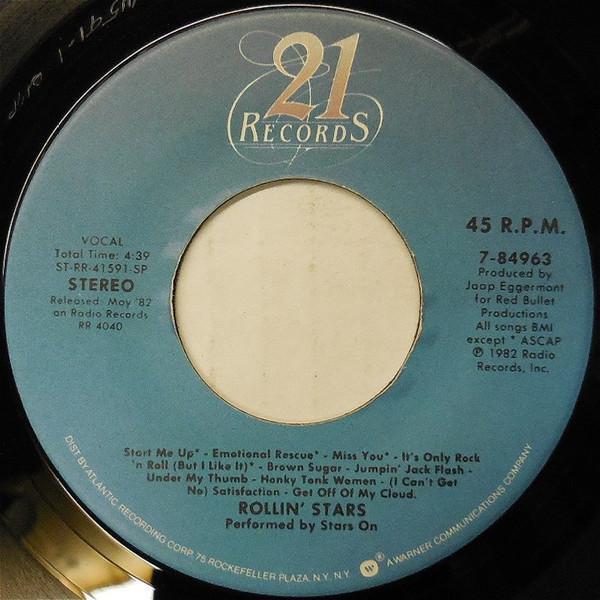 21
RECORDS
45 R.P.M.
VOCAL
Total Time: 4:39
ST-RR-41591-SP
STEREO
Released: May '82
on Radio Records
RR 4040
7-84963
Produced by
Jaap Eggermont
for Red Bullet
Productions
All songs BMI
except * ASCAP
℗ 1982 Radio
Records, Inc.
Start Me Up* - Emotional Rescue* - Miss You* - It's Only Rock
'n Roll (But I Like It)* - Brown Sugar - Jumpin' Jack Flash -
Under My Thumb - Honky Tonk Women - (I Can't Get
No) Satisfaction - Get Off Of My Cloud.
ROLLIN' STARS
Performed by Stars On
DIST. BY ATLANTIC RECORDING CORP. 75 ROCKEFELLER PLAZA, N.Y. N.Y. W ® A WARNER COMMUNICATIONS COMPANY